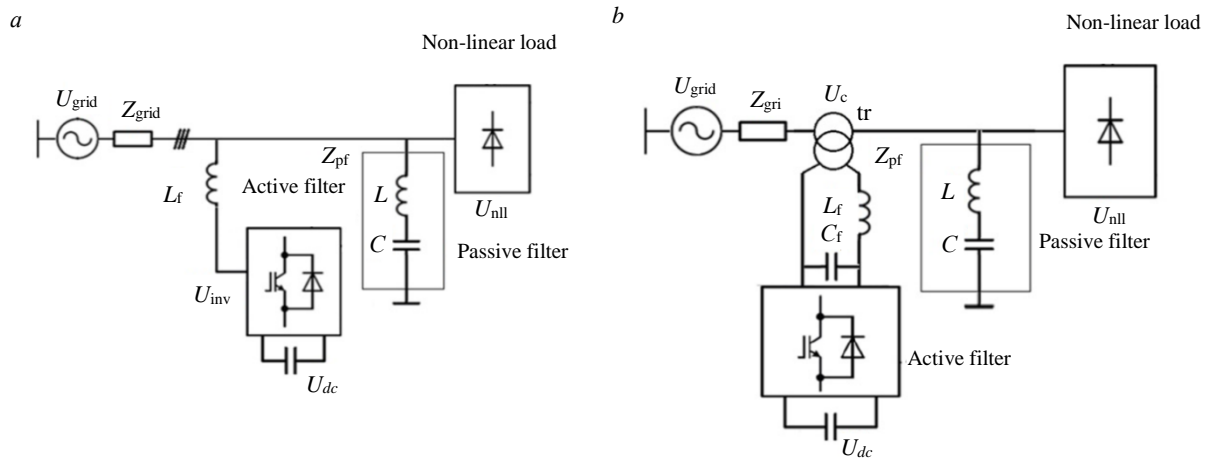 a
Non-linear load
Ugrid
Zgrid
Zpf
Lf
Active filter
L
Unll
C
Passive filter
Uinv
Udc
b
Non-linear load
Ugrid
Zgri
Uc
tr
Zpf
Lf
L
Cf
Unll
C
Passive filter
Active filter
Udc